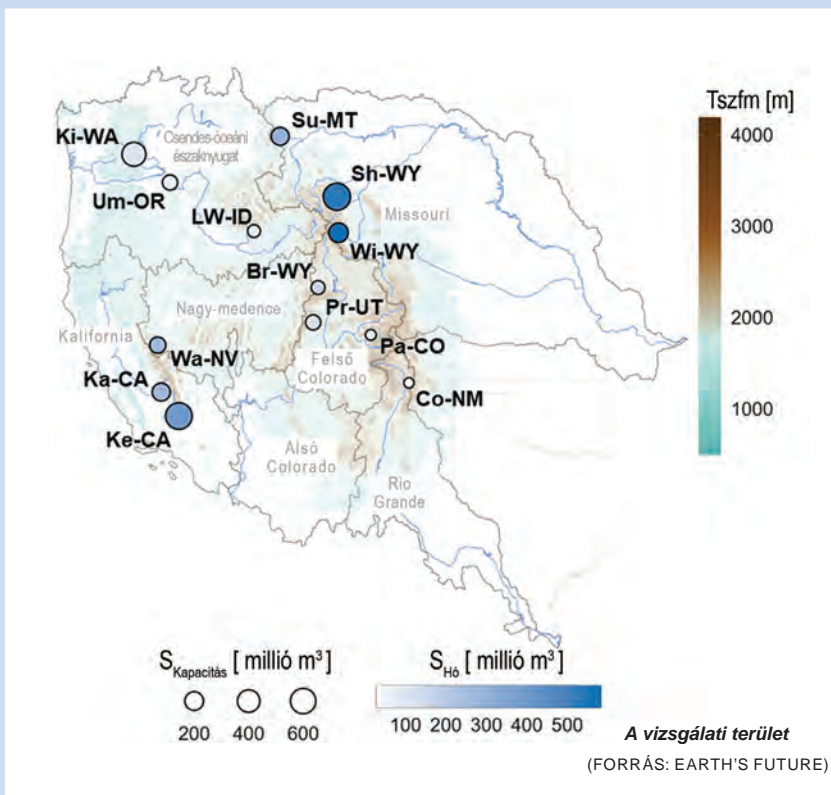 Tszfm [m]
4000
3000
2000
1000
Ki-WA
Csendes-óceáni
északnyugat
Su-MT
Um-OR
LW-ID
Sh-WY
Missouri
Wi-WY
Br-WY
Nagy-medence
Pr-UT
Kalifornia
Wa-NV
Felső
Colorado
Pa-CO
Ka-CA
Co-NM
Ke-CA
Alsó
Colorado
Rio
Grande
S Kapacitás [ millió m³ ]
200 400 600
S Hó [ millió m³ ]
100 200 300 400 500
A vizsgálati terület
(FORRÁS: EARTH'S FUTURE)